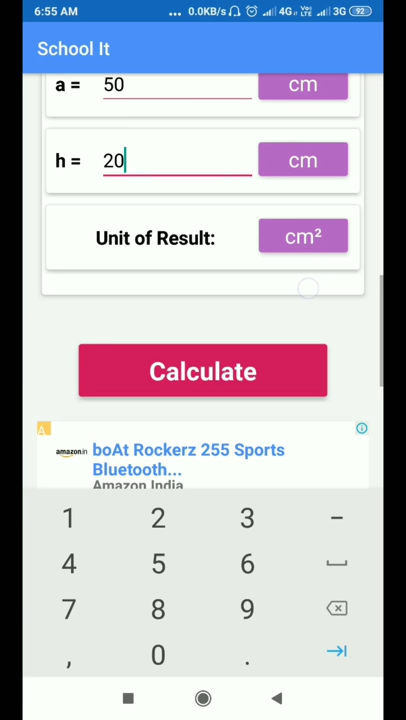 6:55 AM ... 0.0KB/s 4G Vo) LTE 3G 92
School It
a = 50 cm
h = 20 cm
Unit of Result: cm²
Calculate
A
amazon.in boAt Rockerz 255 Sports
Bluetooth...
Amazon India
1 2 3 -
4 5 6
7 8 9
, 0 .